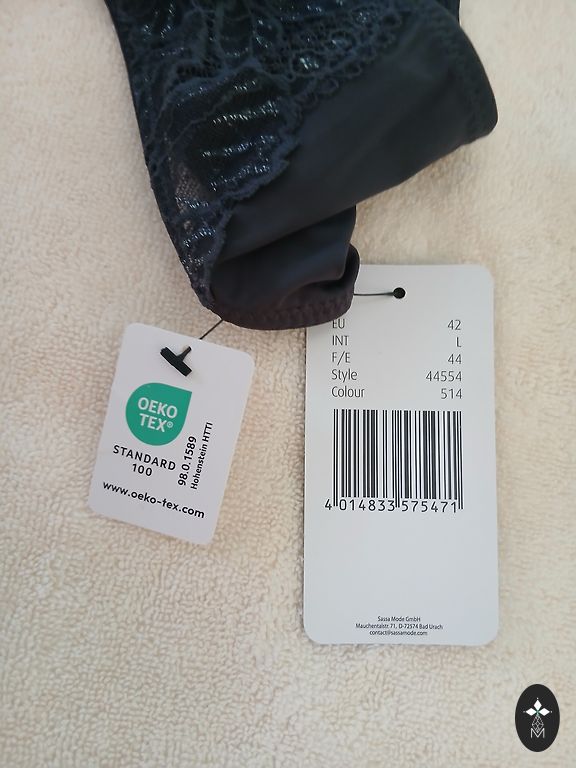 EU 42
INT L
F/E 44
Style 44554
Colour 514
4 014833 575471
Sassa Mode GmbH
Mauchentalstr. 71, D-72574 Bad Urach
contact@sassamode.com
OEKO
TEX®
STANDARD
100
98.0.1589
Hohenstein HTTI
www.oeko-tex.com
M